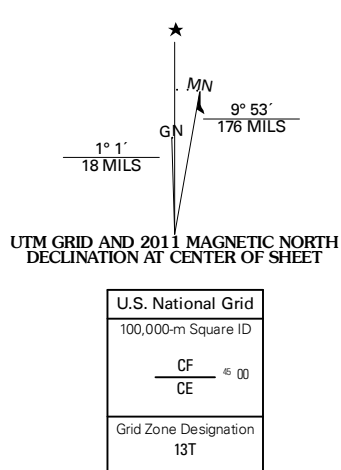 ★
MN
GN
9° 53´
176 MILS
1° 1´
18 MILS
UTM GRID AND 2011 MAGNETIC NORTH
DECLINATION AT CENTER OF SHEET
U.S. National Grid
100,000-m Square ID
CF
45 00
CE
Grid Zone Designation
13T